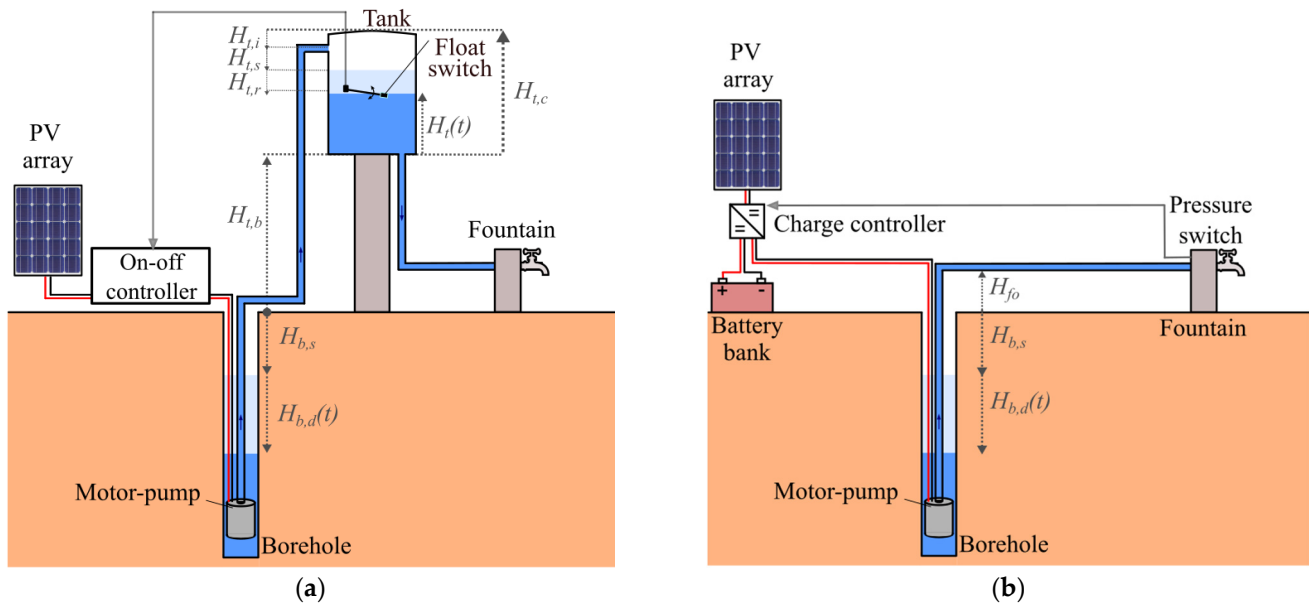 Tank
H_{t,i}
H_{t,s}
H_{t,r}
Float
switch
H_{t,c}
H_t(t)
PV
array
H_{t,b}
Fountain
On-off
controller
H_{b,s}
H_{b,d}(t)
Motor-pump
Borehole
(a)
PV
array
Charge controller
Pressure
switch
+ -
Battery
bank
H_{fo}
Fountain
H_{b,s}
H_{b,d}(t)
Motor-pump
Borehole
(b)